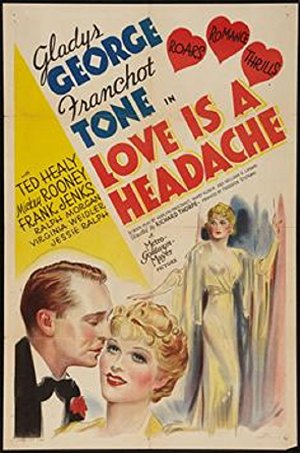 Gladys
GEORGE
Franchot
TONE
IN
LOVE IS A
HEADACHE
ROARS
ROMANCE
THRILLS
with
TED HEALY
Mickey
ROONEY
FRANK JENKS
RALPH MORGAN
VIRGINIA WEIDLER
JESSIE RALPH
Directed by RICHARD THORPE
A
Metro-
Goldwyn-
Mayer
PICTURE